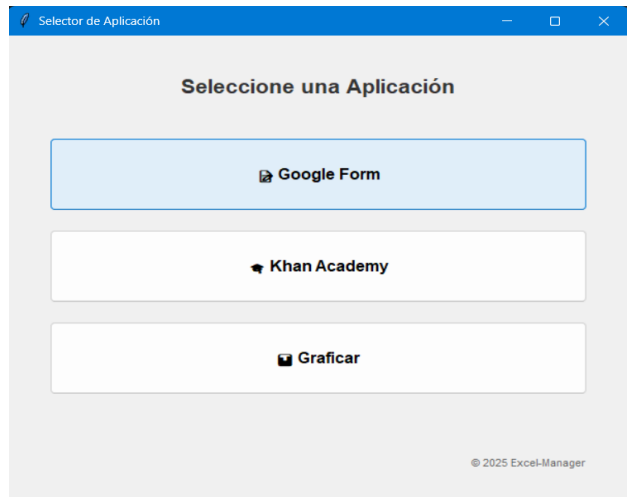 Selector de Aplicación
Seleccione una Aplicación
Google Form
Khan Academy
Graficar
© 2025 Excel-Manager